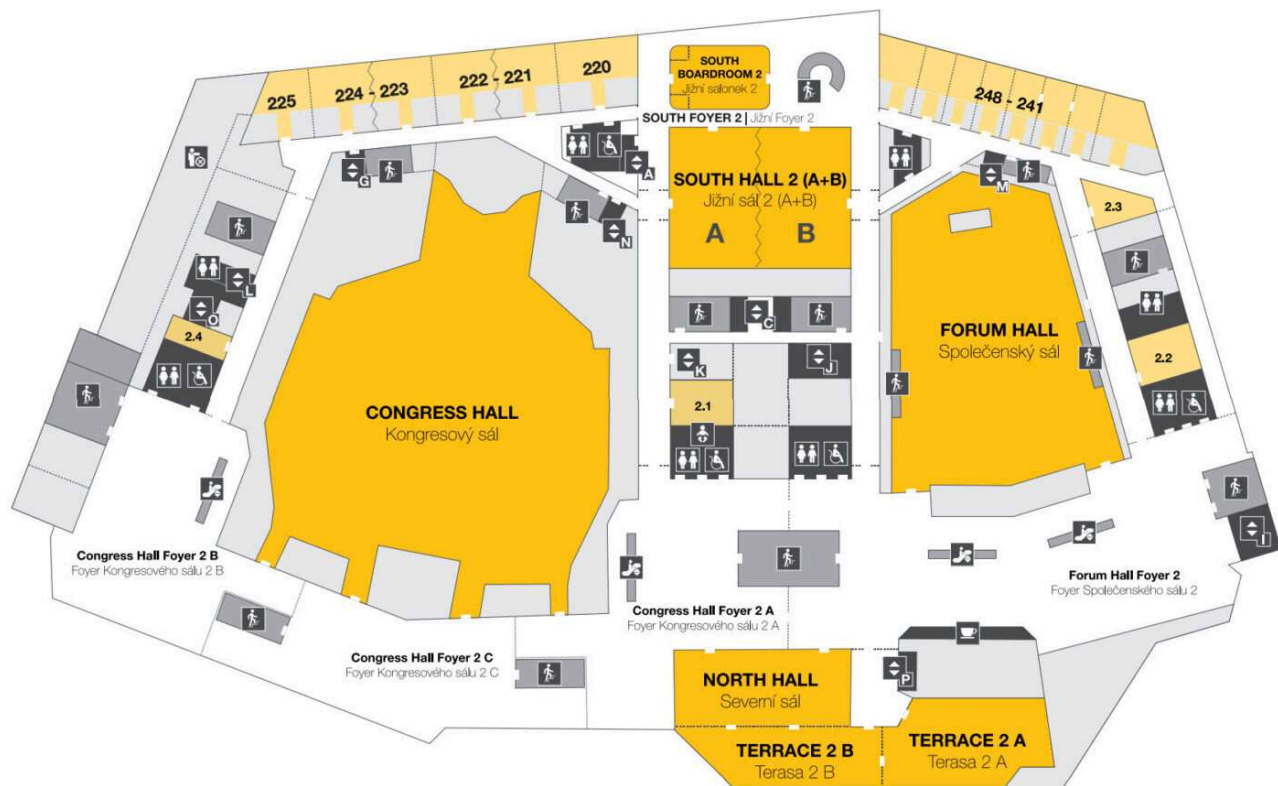 225
224 - 223
222 - 221
220
SOUTH
BOARDROOM 2
Jižní salonek 2
248 - 241
SOUTH FOYER 2 | Jižní Foyer 2
G
A
M
SOUTH HALL 2 (A+B)
Jižní sál 2 (A+B)
A
B
2.3
N
L
O
C
2.4
K
J
FORUM HALL
Společenský sál
2.2
2.1
CONGRESS HALL
Kongresový sál
I
Congress Hall Foyer 2 B
Foyer Kongresového sálu 2 B
Forum Hall Foyer 2
Foyer Společenského sálu 2
Congress Hall Foyer 2 A
Foyer Kongresového sálu 2 A
Congress Hall Foyer 2 C
Foyer Kongresového sálu 2 C
P
NORTH HALL
Severní sál
TERRACE 2 B
Terasa 2 B
TERRACE 2 A
Terasa 2 A